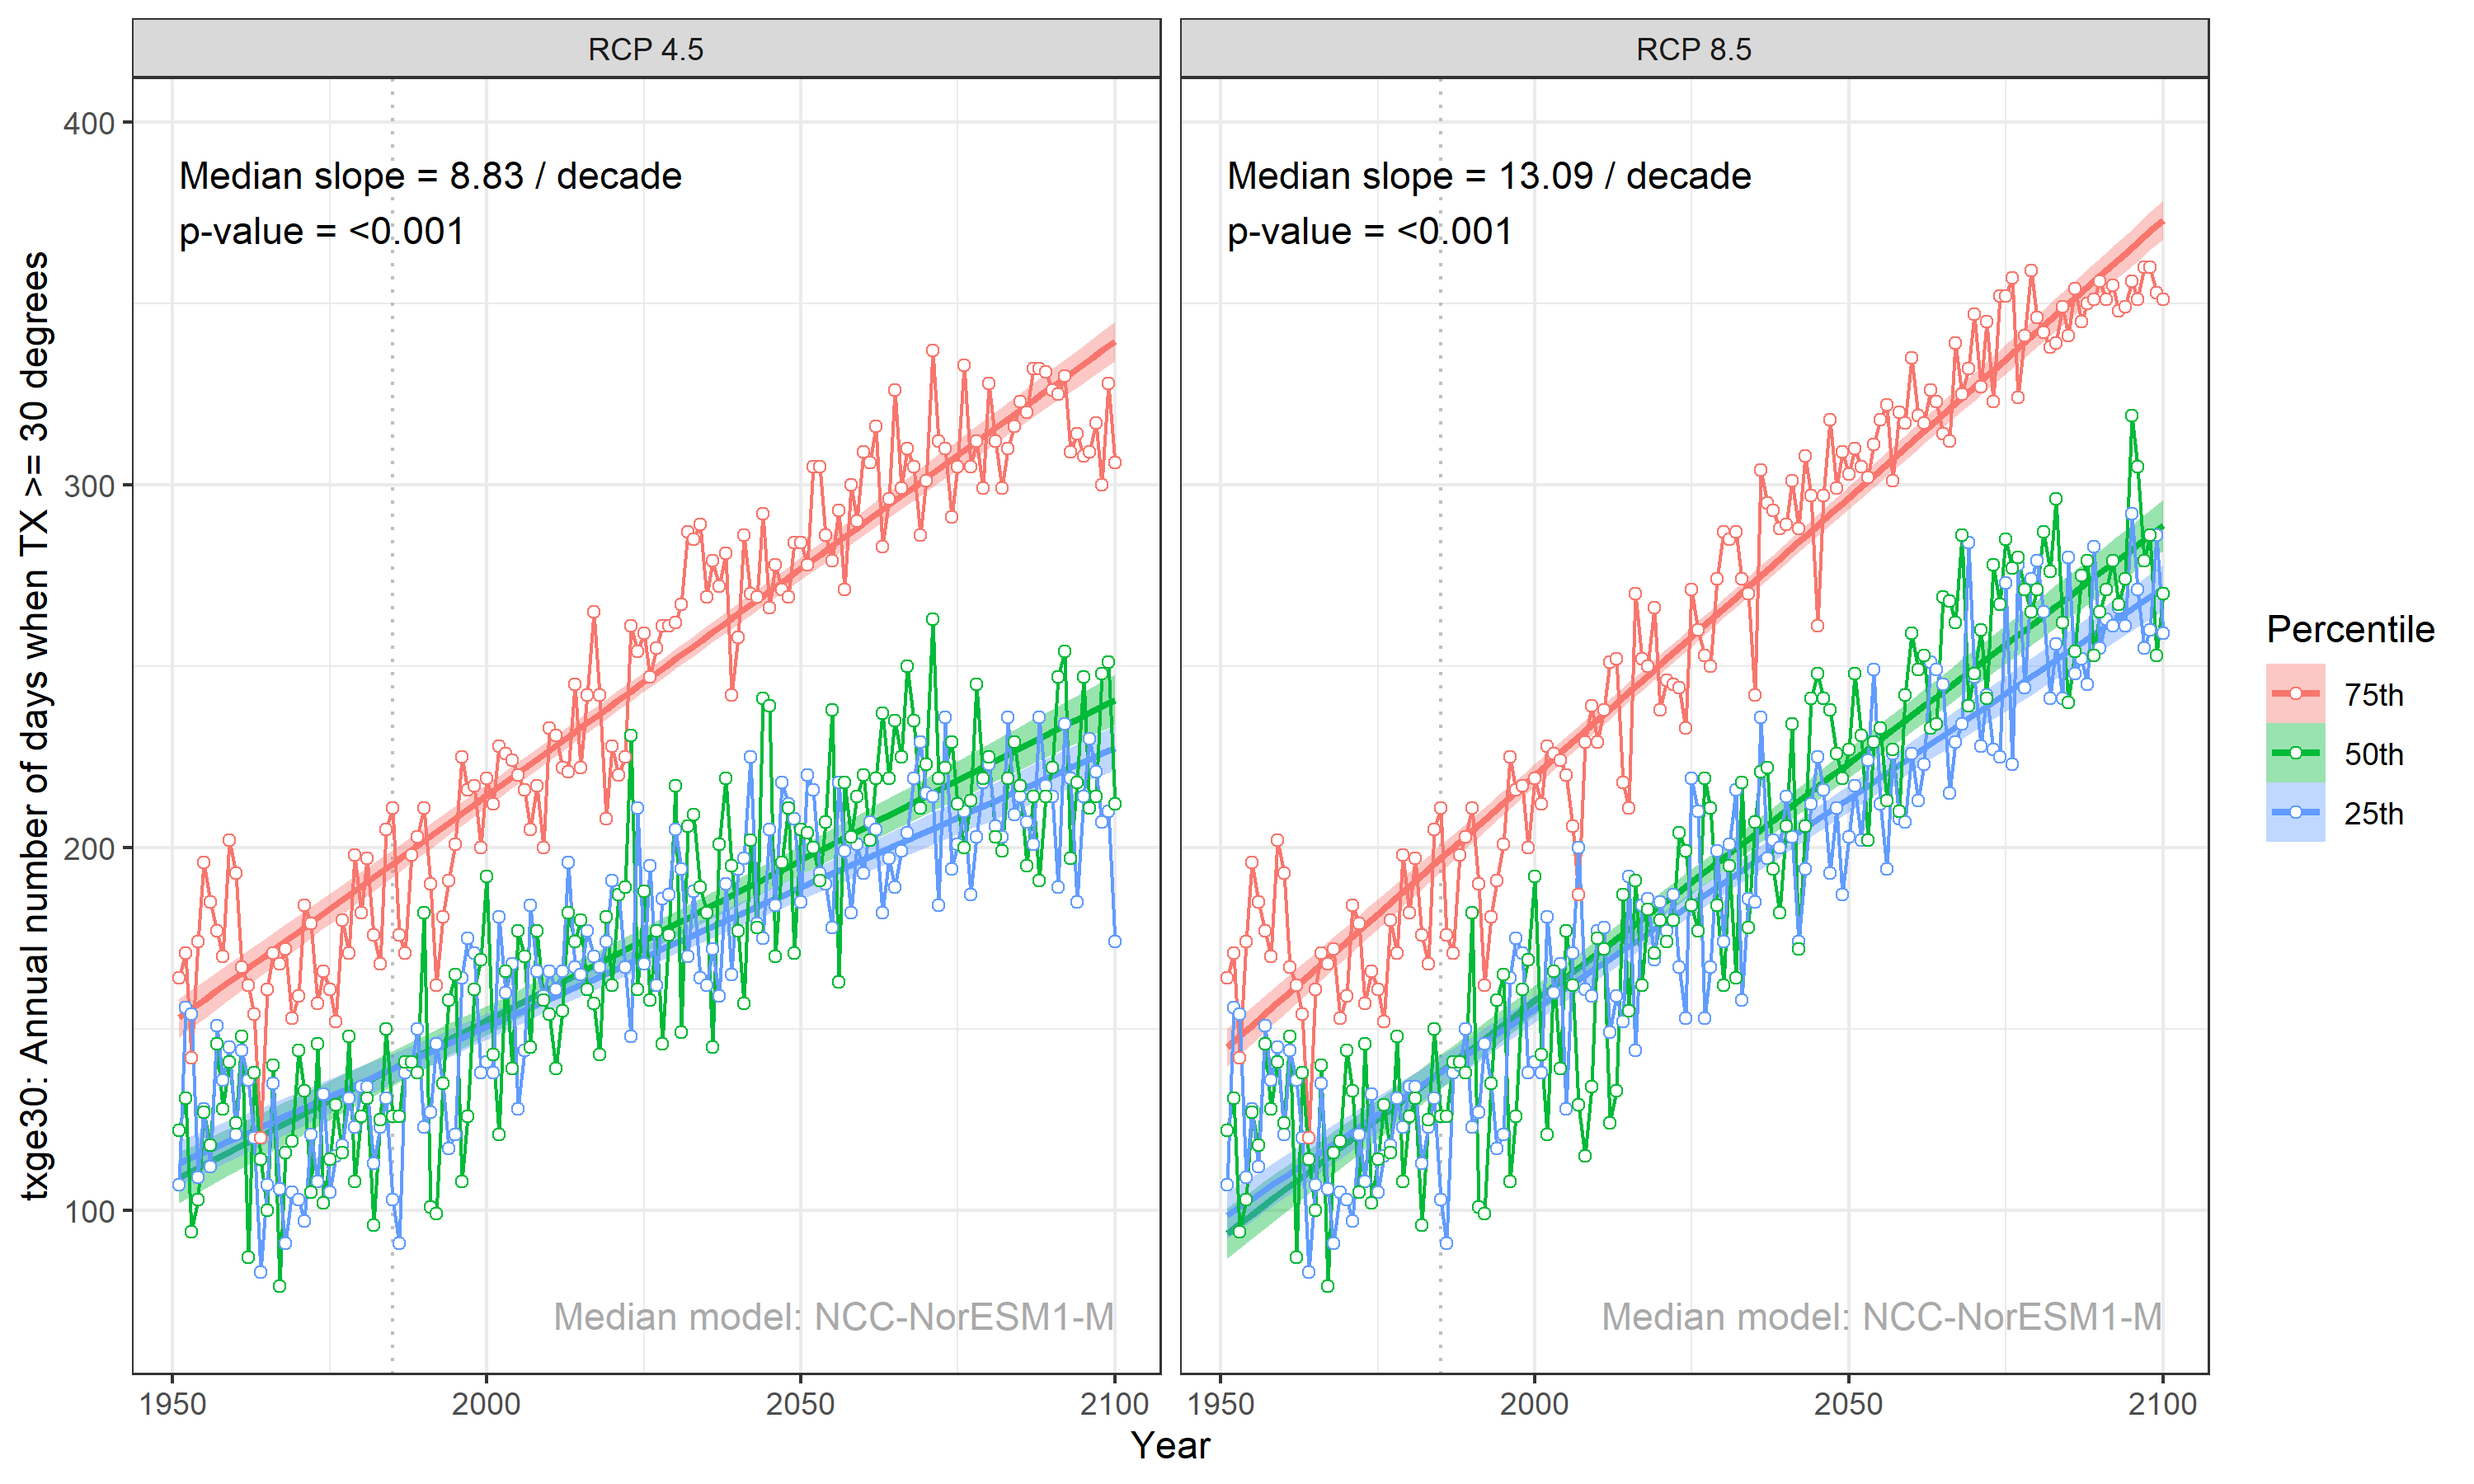 RCP 4.5
RCP 8.5
txge30: Annual number of days when TX >= 30 degrees
400
300
200
100
Median slope = 8.83 / decade
p-value = <0.001
Median model: NCC-NorESM1-M
Median slope = 13.09 / decade
p-value = <0.001
Median model: NCC-NorESM1-M
1950
2000
2050
2100
1950
2000
2050
2100
Year
Percentile
75th
50th
25th